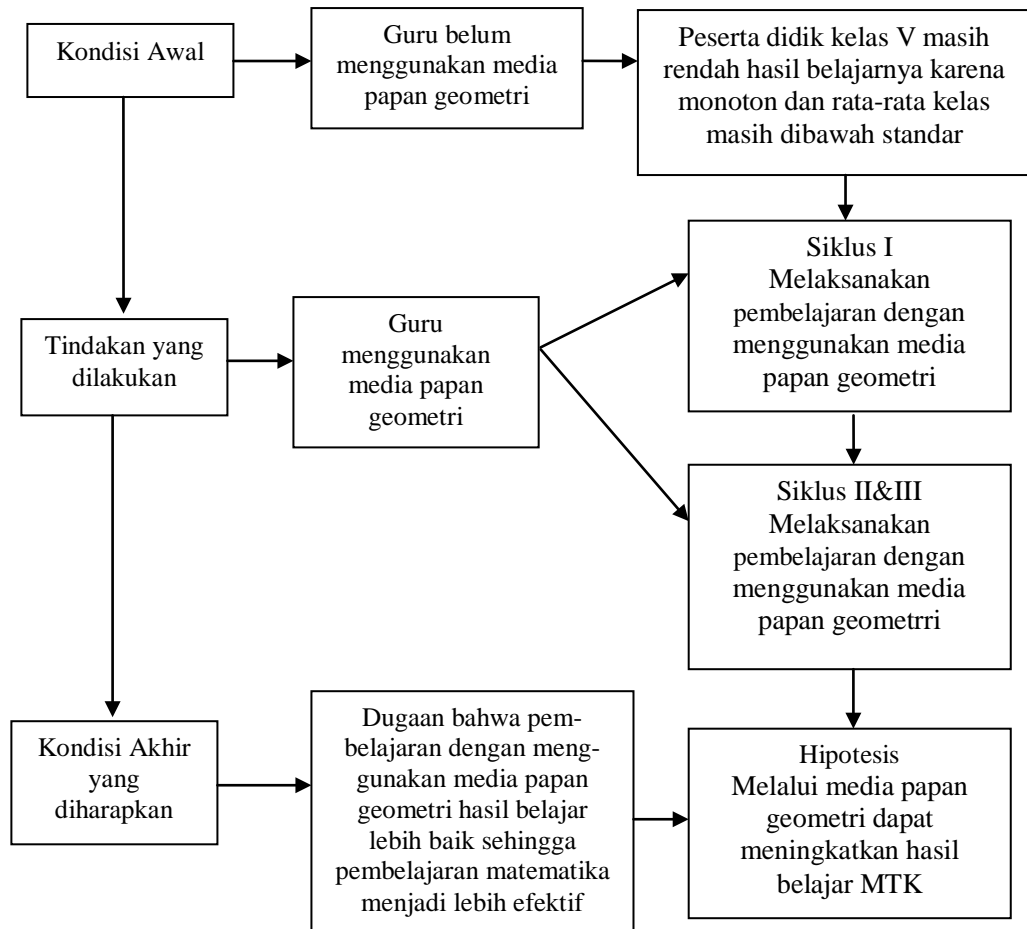 Kondisi Awal
Guru belum
menggunakan media
papan geometri
Peserta didik kelas V masih
rendah hasil belajarnya karena
monoton dan rata-rata kelas
masih dibawah standar
Siklus I
Melaksanakan
pembelajaran dengan
menggunakan media
papan geometri
Tindakan yang
dilakukan
Guru
menggunakan
media papan
geometri
Siklus II&III
Melaksanakan
pembelajaran dengan
menggunakan media
papan geometrri
Kondisi Akhir
yang
diharapkan
Dugaan bahwa pem-
belajaran dengan meng-
gunakan media papan
geometri hasil belajar
lebih baik sehingga
pembelajaran matematika
menjadi lebih efektif
Hipotesis
Melalui media papan
geometri dapat
meningkatkan hasil
belajar MTK